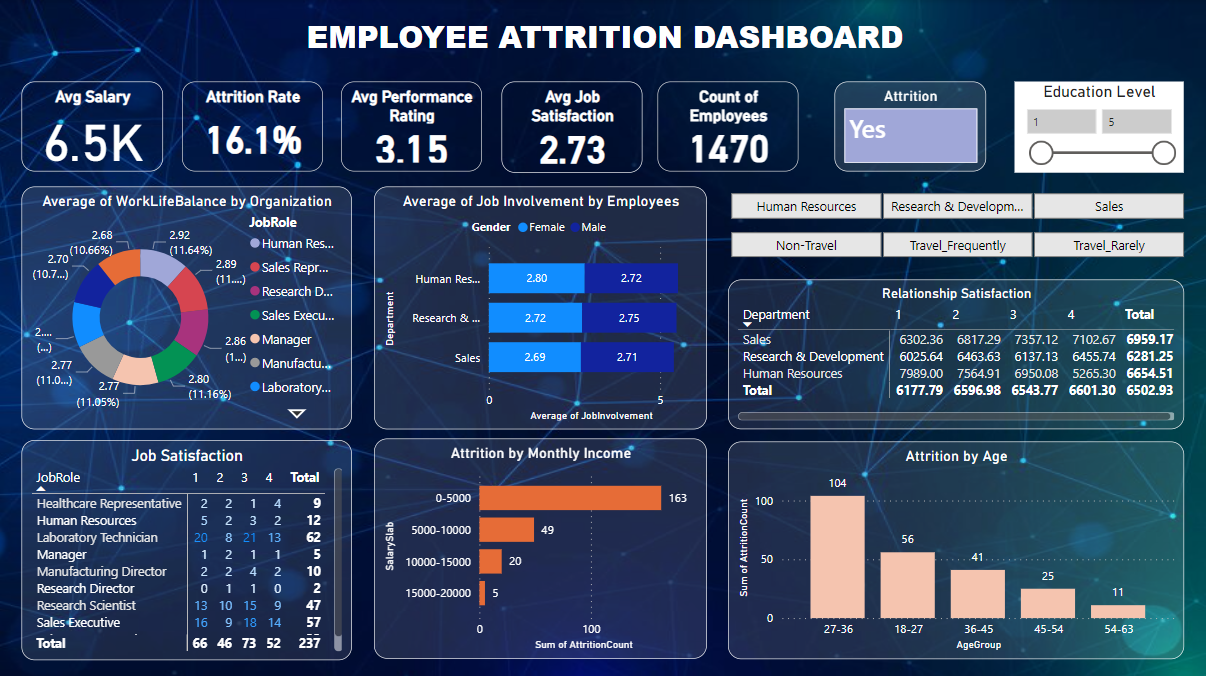 EMPLOYEE ATTRITION DASHBOARD
Avg Salary
6.5K
Attrition Rate
16.1%
Avg Performance
Rating
3.15
Avg Job
Satisfaction
2.73
Count of
Employees
1470
Attrition
Yes
Education Level
1
5
Human Resources
Research & Developm...
Sales
Non-Travel
Travel_Frequently
Travel_Rarely
Average of WorkLifeBalance by Organization
2.92
(11.64%)
2.89
(11....)
2.86
(1...)
2.80
(11.16%)
2.77
(11.05%)
2.77
(11.0...)
2....
(...)
2.70
(10.7...)
2.68
(10.66%)
JobRole
Human Res...
Sales Repr...
Research D...
Sales Execu...
Manager
Manufactu...
Laboratory...
Average of Job Involvement by Employees
Gender Female Male
Department
Human Res... 2.80 2.72
Research & ... 2.72 2.75
Sales 2.69 2.71
0 5
Average of JobInvolvement
Relationship Satisfaction
Department 1 2 3 4 Total
Sales 6302.36 6817.29 7357.12 7102.67 6959.17
Research & Development 6025.64 6463.63 6137.13 6455.74 6281.25
Human Resources 7989.00 7564.91 6950.08 5265.30 6654.51
Total 6177.79 6596.98 6543.77 6601.30 6502.93
Job Satisfaction
JobRole 1 2 3 4 Total
Healthcare Representative 2 2 1 4 9
Human Resources 5 2 3 2 12
Laboratory Technician 20 8 21 13 62
Manager 1 2 1 1 5
Manufacturing Director 2 2 4 2 10
Research Director 0 1 1 0 2
Research Scientist 13 10 15 9 47
Sales Executive 16 9 18 14 57
Total 66 46 73 52 237
Attrition by Monthly Income
SalarySlab
0-5000 163
5000-10000 49
10000-15000 20
15000-20000 5
0 100
Sum of AttritionCount
Attrition by Age
Sum of AttritionCount
100
50
0
104
56
41
25
11
27-36 18-27 36-45 45-54 54-63
AgeGroup